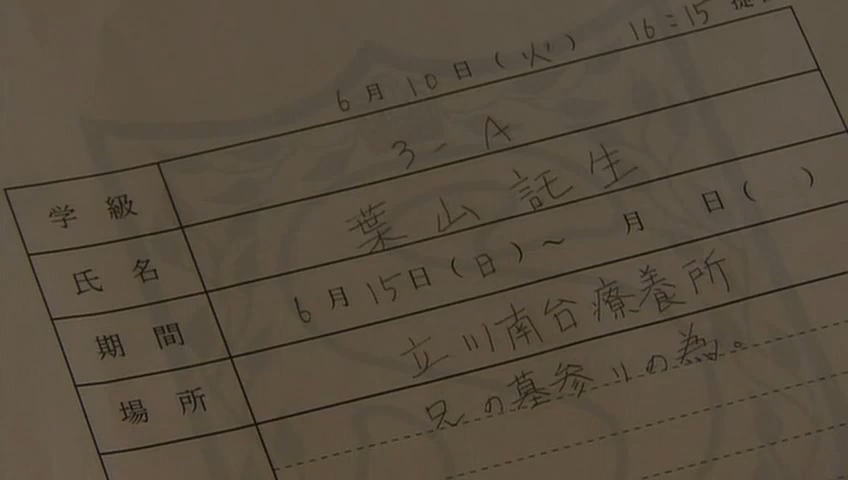 6月10日(火) 16:15 提
学級 3-A
氏名 葉山託生
期間 6月15日(日)~ 月 日( )
場所 立川南台療養所
兄の墓参りの為。